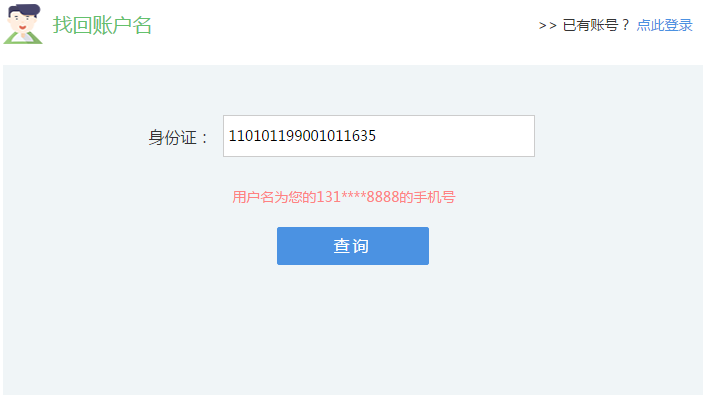 找回账户名
>> 已有账号？ 点此登录
身份证： 110101199001011635
用户名为您的131****8888的手机号
查询